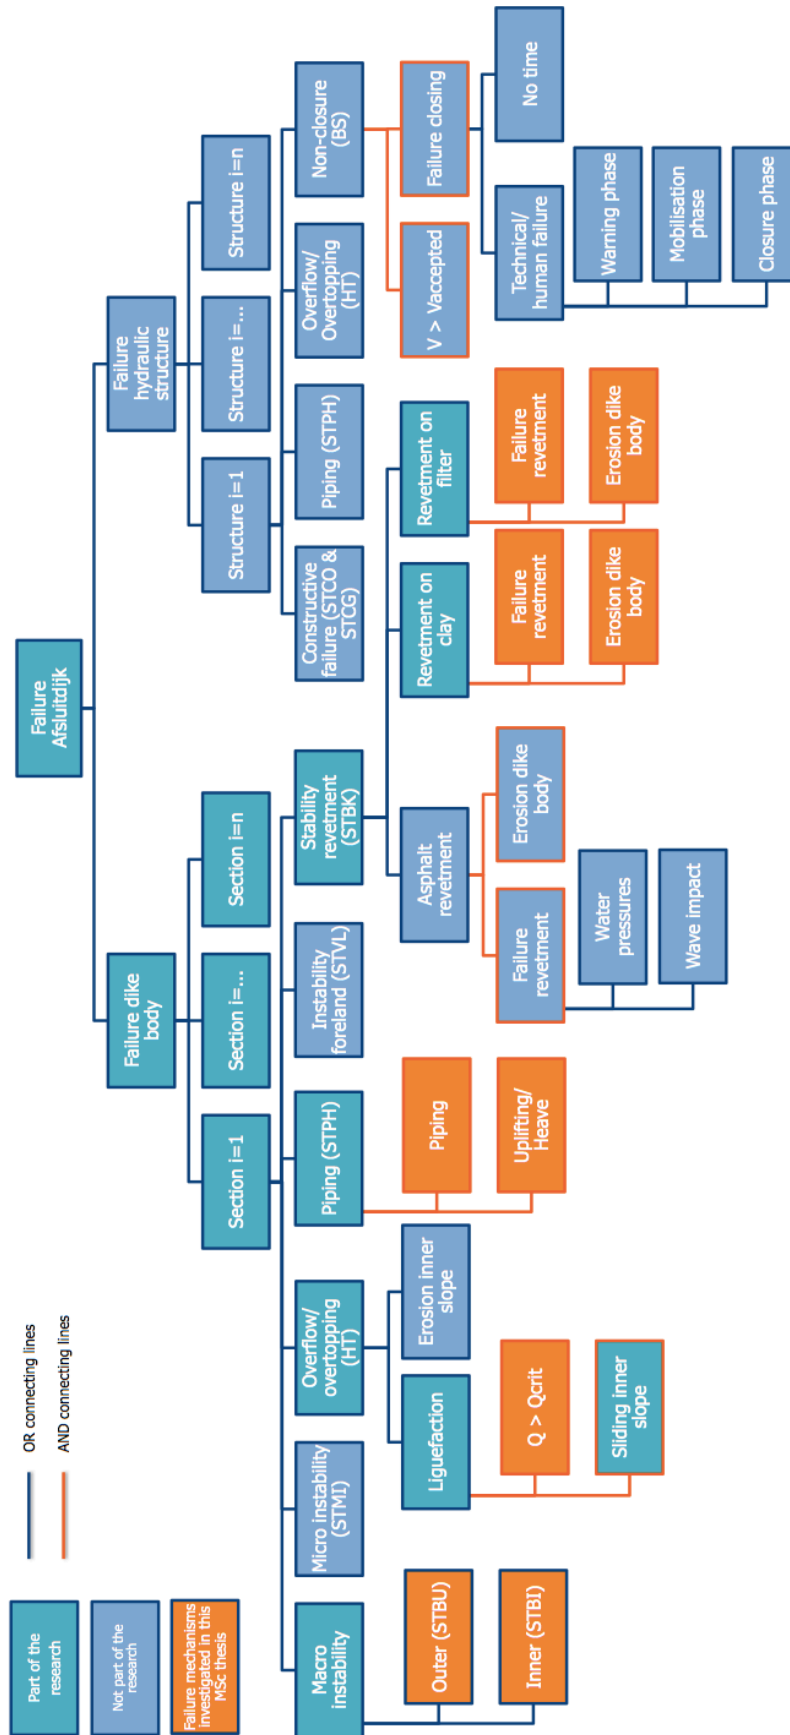 Part of the
research
Not part of the
research
Failure mechanisms
investigated in this
MSc thesis
OR connecting lines
AND connecting lines
Failure
Afsluitdijk
Failure dike
body
Failure
hydraulic
structure
Section i=1
Section i=...
Section i=n
Structure i=1
Structure i=...
Structure i=n
Macro
instability
Micro instability
(STMI)
Overflow/
overtopping
(HT)
Piping (STPH)
Instability
foreland (STVL)
Stability
revetment
(STBK)
Constructive
failure (STCO &
STCG)
Piping (STPH)
Overflow/
Overtopping
(HT)
Non-closure
(BS)
Outer (STBU)
Inner (STBI)
Liguefaction
Erosion inner
slope
Q > Qcrit
Sliding inner
slope
Piping
Uplifting/
Heave
Asphalt
revetment
Revetment on
clay
Revetment on
filter
Failure
revetment
Erosion dike
body
Water
pressures
Wave impact
Failure
revetment
Erosion dike
body
Failure
revetment
Erosion dike
body
V > Vaccepted
Failure closing
Technical/
human failure
No time
Warning phase
Mobilisation
phase
Closure phase